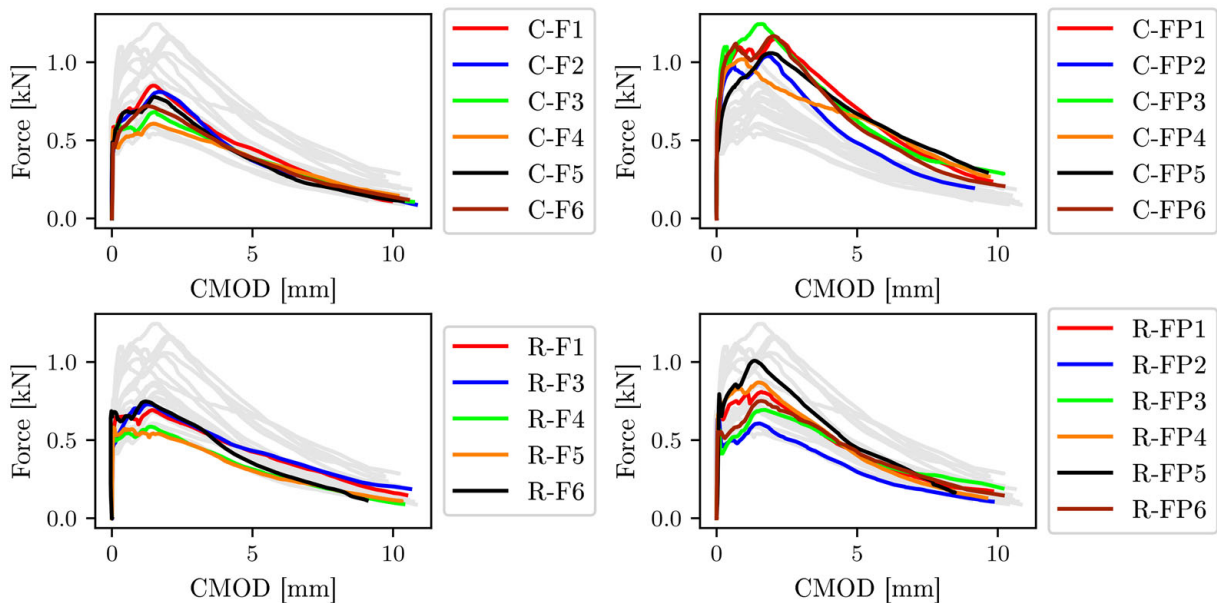 Force [kN]
1.0
0.5
0.0
0
5
10
CMOD [mm]
C-F1
C-F2
C-F3
C-F4
C-F5
C-F6
Force [kN]
1.0
0.5
0.0
0
5
10
CMOD [mm]
C-FP1
C-FP2
C-FP3
C-FP4
C-FP5
C-FP6
Force [kN]
1.0
0.5
0.0
0
5
10
CMOD [mm]
R-F1
R-F3
R-F4
R-F5
R-F6
Force [kN]
1.0
0.5
0.0
0
5
10
CMOD [mm]
R-FP1
R-FP2
R-FP3
R-FP4
R-FP5
R-FP6